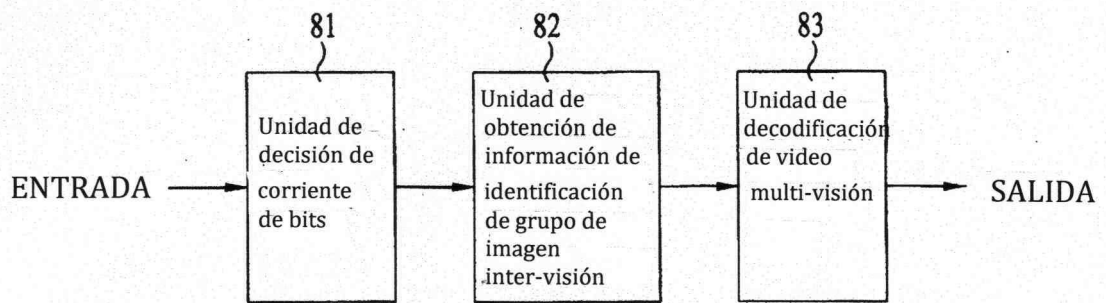 81
82
83
ENTRADA
Unidad de
decisión de
corriente
de bits
Unidad de
obtención de
información de
identificación
de grupo de
imagen
inter-visión
Unidad de
decodificación
de video
multi-visión
SALIDA